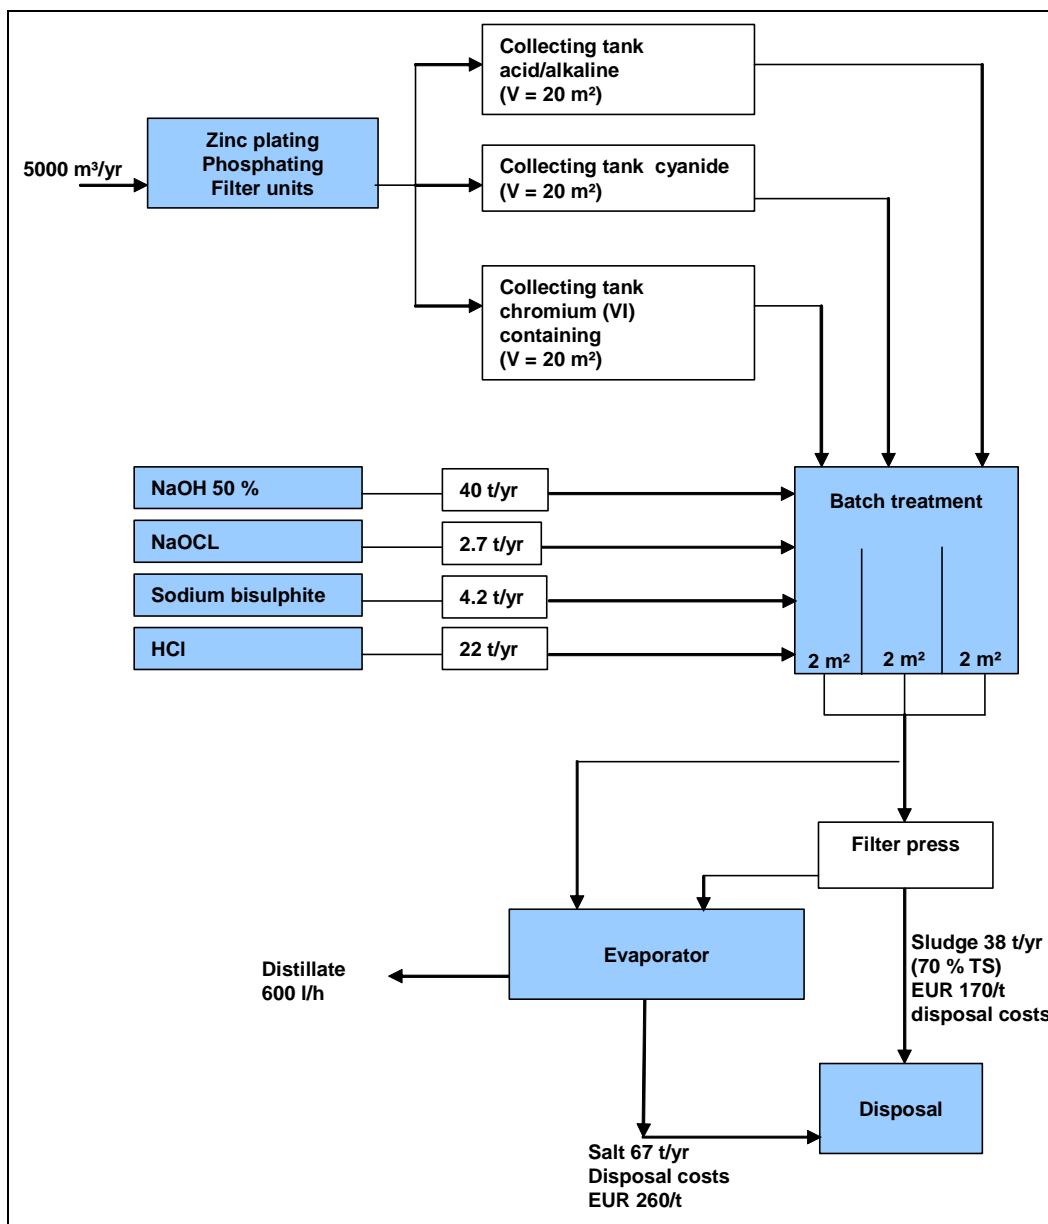 Collecting tank
acid/alkaline
(V = 20 m²)
5000 m³/yr
Zinc plating
Phosphating
Filter units
Collecting tank  cyanide
(V = 20 m²)
Collecting tank
chromium (VI)
containing
(V = 20 m²)
NaOH 50 %
40 t/yr
NaOCL
2.7 t/yr
Sodium bisulphite
4.2 t/yr
HCl
22 t/yr
Batch treatment
2 m²
2 m²
2 m²
Filter press
Evaporator
Distillate
600 l/h
Sludge 38 t/yr
(70 % TS)
EUR 170/t
disposal costs
Disposal
Salt 67 t/yr
Disposal costs
EUR 260/t